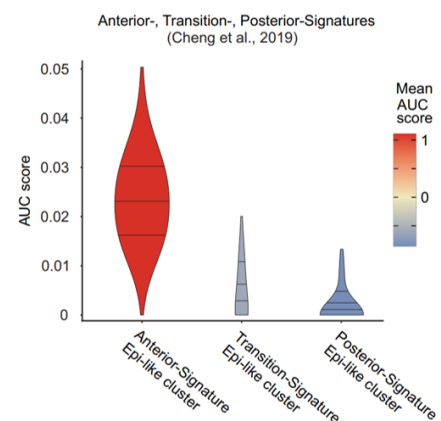 Anterior-, Transition-, Posterior-Signatures
(Cheng et al., 2019)
Mean
AUC
score
1
0
AUC score
0.05
0.04
0.03
0.02
0.01
0
Anterior-Signature
Epi-like cluster
Transition-Signature
Epi-like cluster
Posterior-Signature
Epi-like cluster